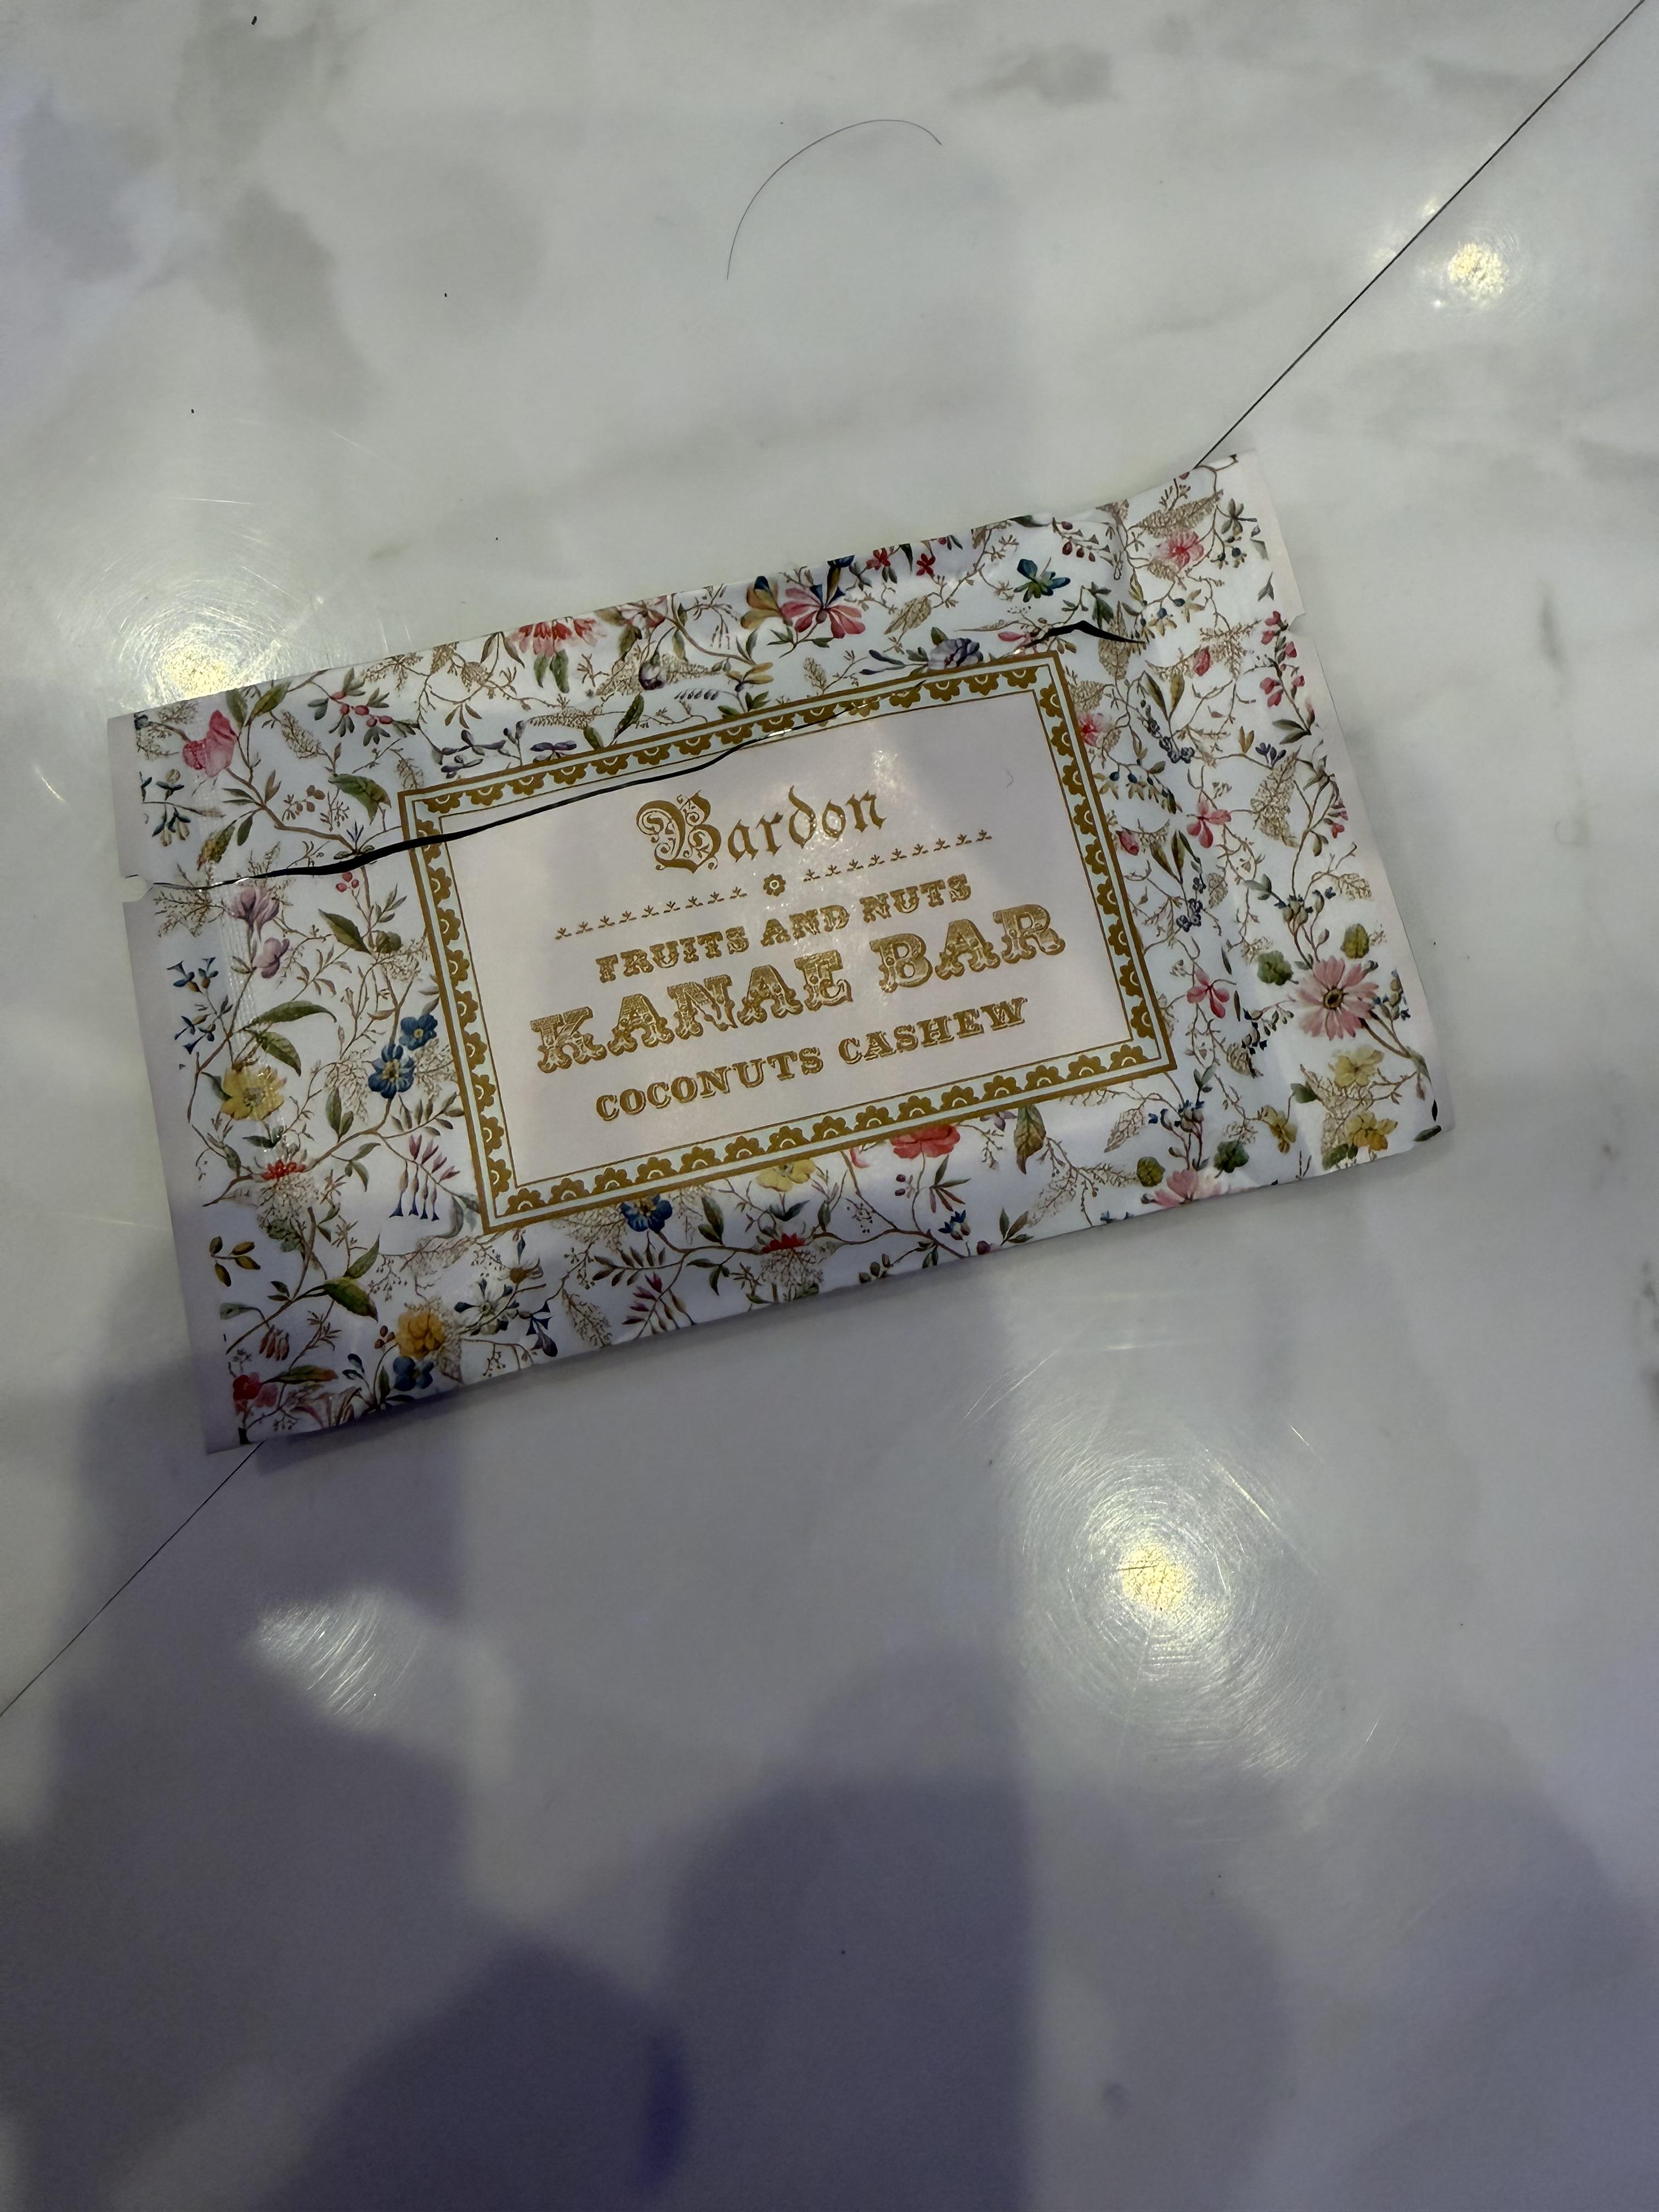 Bardon
FRUITS AND NUTS
KANAE BAR
COCONUTS CASHEW